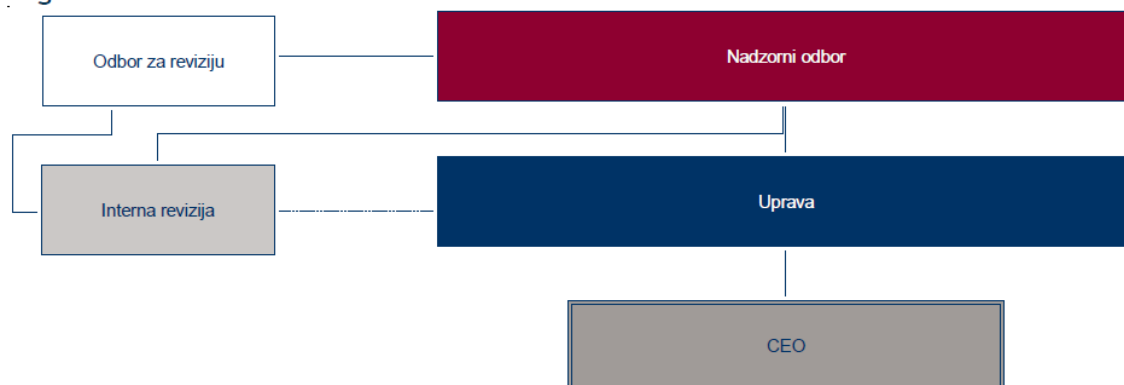 Odbor za reviziju
Nadzorni odbor
Interna revizija
Uprava
CEO